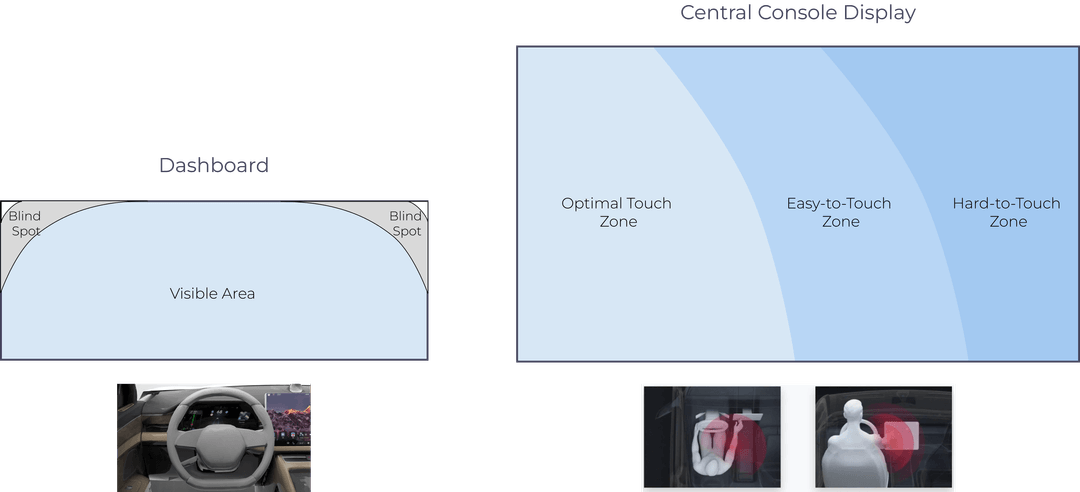 Central Console Display
Dashboard
Blind
Spot
Blind
Spot
Visible Area
Optimal Touch
Zone
Easy-to-Touch
Zone
Hard-to-Touch
Zone